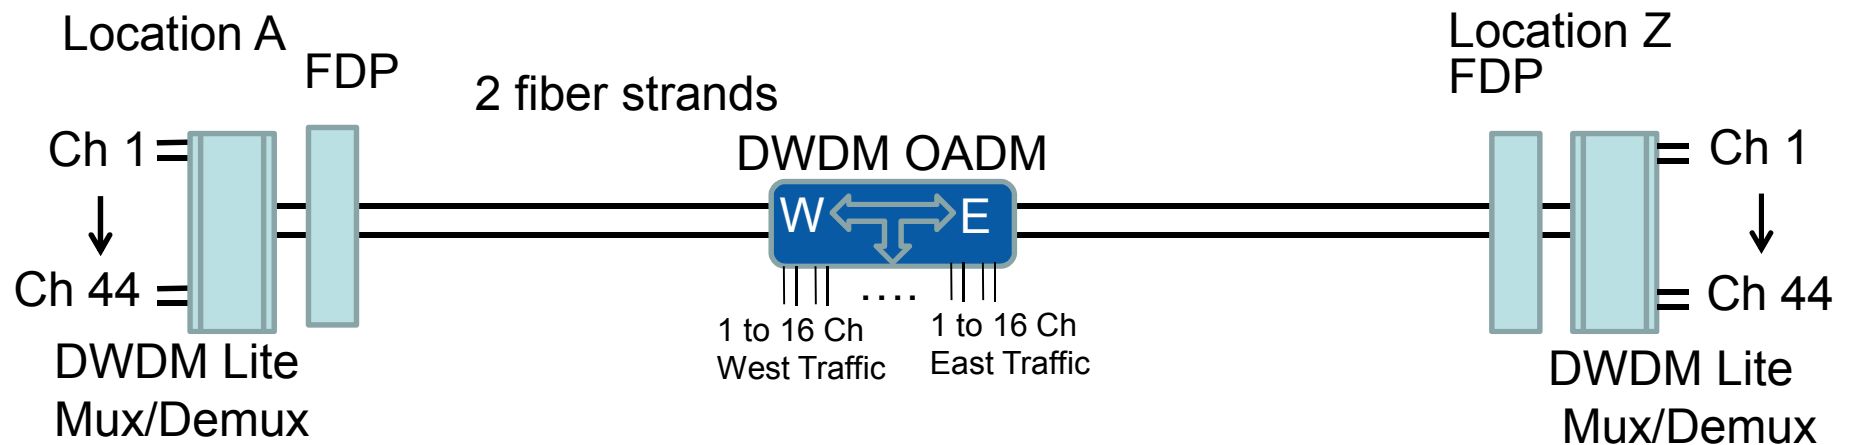 Location A
FDP
2 fiber strands
Location Z
FDP
Ch 1
DWDM OADM
Ch 1
W
E
Ch 44
....
Ch 44
1 to 16 Ch
West Traffic
1 to 16 Ch
East Traffic
DWDM Lite
Mux/Demux
DWDM Lite
Mux/Demux